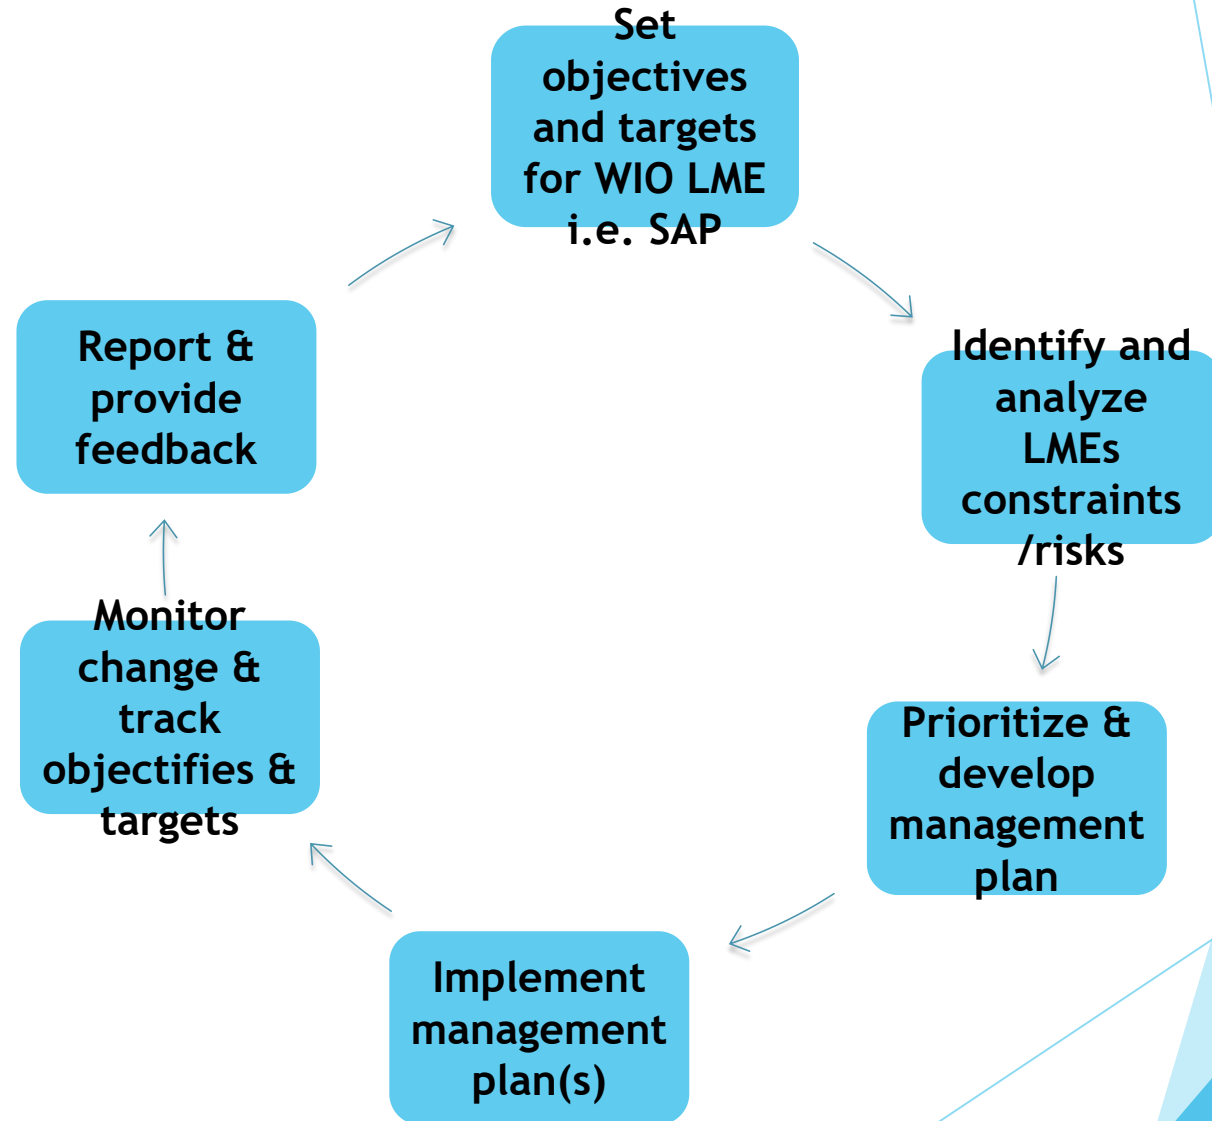 Set
objectives
and targets
for WIO LME
i.e. SAP
Identify and
analyze
LMEs
constraints
/risks
Prioritize &
develop
management
plan
Implement
management
plan(s)
Monitor
change &
track
objectifies &
targets
Report &
provide
feedback